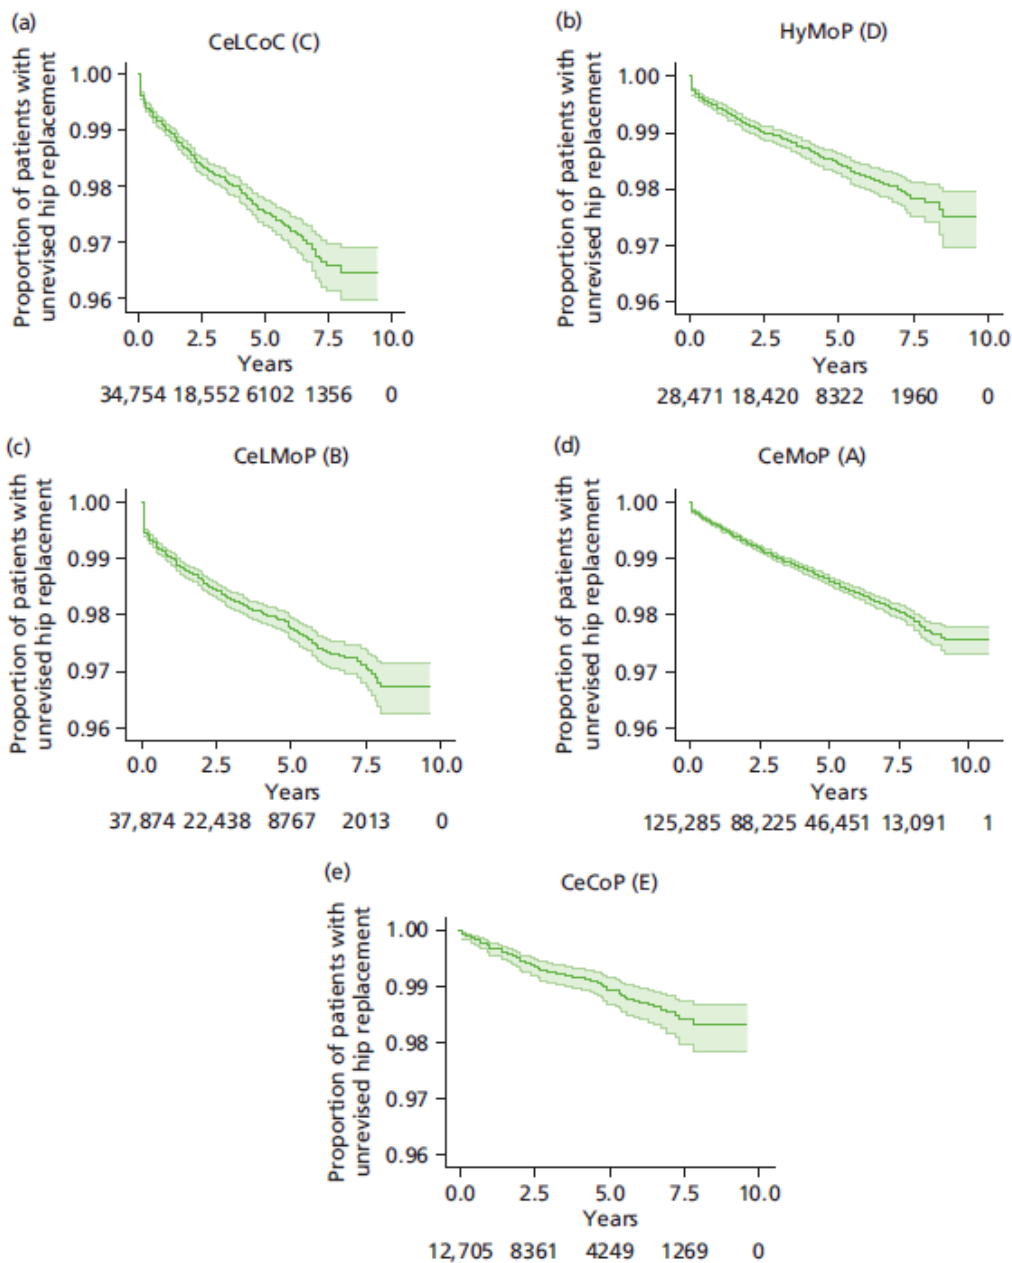 (a)
CeLCoC (C)
Proportion of patients with
unrevised hip replacement
1.00
0.99
0.98
0.97
0.96
0.0 2.5 5.0 7.5 10.0
Years
34,754 18,552 6102 1356 0
(b)
HyMoP (D)
Proportion of patients with
unrevised hip replacement
1.00
0.99
0.98
0.97
0.96
0.0 2.5 5.0 7.5 10.0
Years
28,471 18,420 8322 1960 0
(c)
CeLMoP (B)
Proportion of patients with
unrevised hip replacement
1.00
0.99
0.98
0.97
0.96
0.0 2.5 5.0 7.5 10.0
Years
37,874 22,438 8767 2013 0
(d)
CeMoP (A)
Proportion of patients with
unrevised hip replacement
1.00
0.99
0.98
0.97
0.96
0.0 2.5 5.0 7.5 10.0
Years
125,285 88,225 46,451 13,091 1
(e)
CeCoP (E)
Proportion of patients with
unrevised hip replacement
1.00
0.99
0.98
0.97
0.96
0.0 2.5 5.0 7.5 10.0
Years
12,705 8361 4249 1269 0